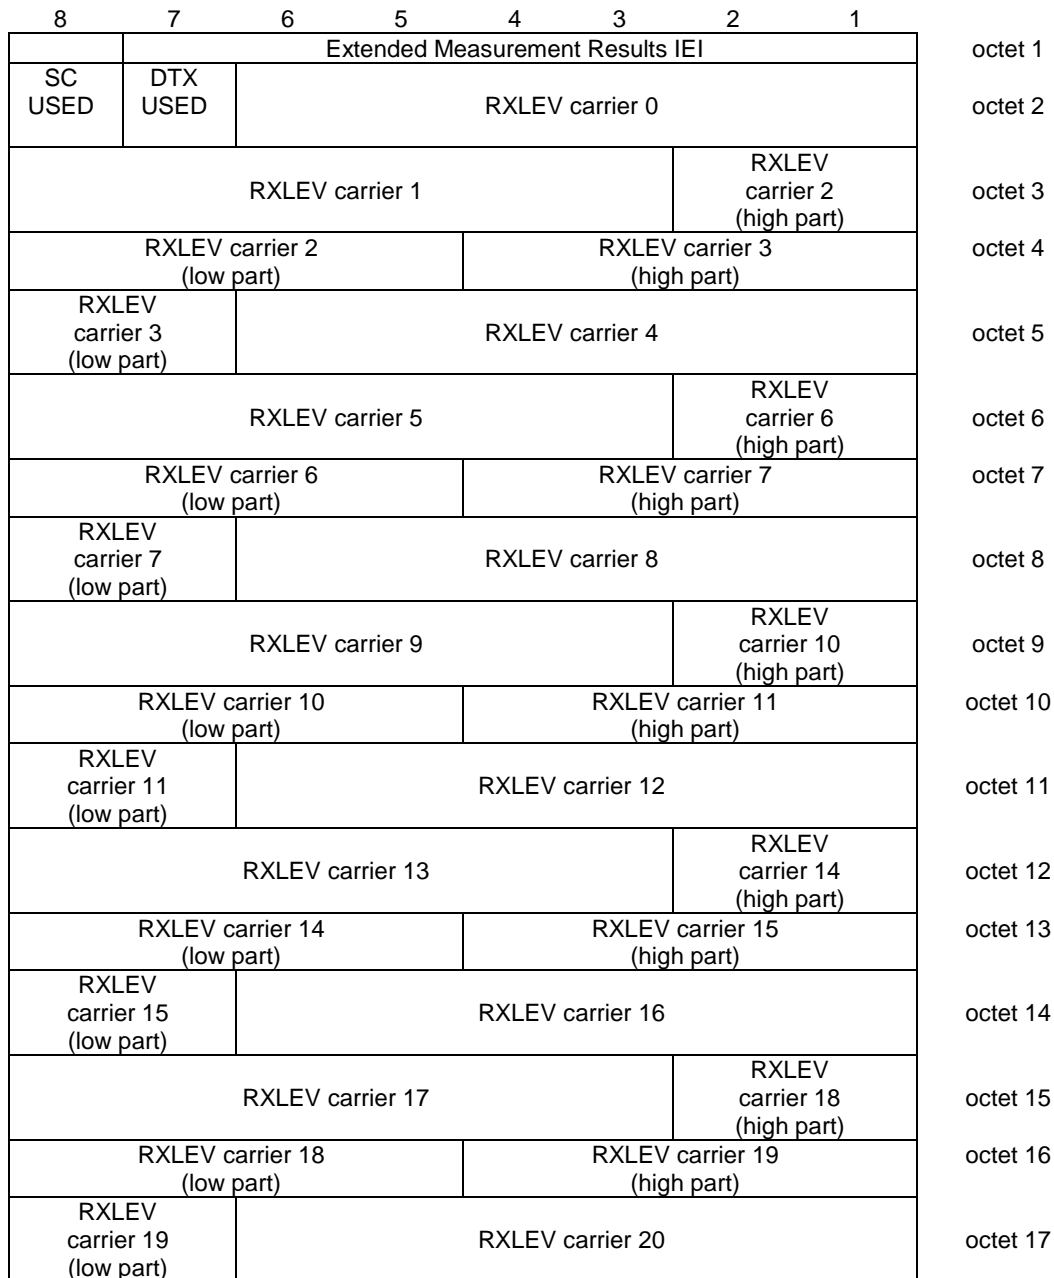 8 7 6 5 4 3 2 1
Extended Measurement Results IEI octet 1
SC USED DTX USED RXLEV carrier 0 octet 2
RXLEV carrier 1 RXLEV carrier 2 (high part) octet 3
RXLEV carrier 2 (low part) RXLEV carrier 3 (high part) octet 4
RXLEV carrier 3 (low part) RXLEV carrier 4 octet 5
RXLEV carrier 5 RXLEV carrier 6 (high part) octet 6
RXLEV carrier 6 (low part) RXLEV carrier 7 (high part) octet 7
RXLEV carrier 7 (low part) RXLEV carrier 8 octet 8
RXLEV carrier 9 RXLEV carrier 10 (high part) octet 9
RXLEV carrier 10 (low part) RXLEV carrier 11 (high part) octet 10
RXLEV carrier 11 (low part) RXLEV carrier 12 octet 11
RXLEV carrier 13 RXLEV carrier 14 (high part) octet 12
RXLEV carrier 14 (low part) RXLEV carrier 15 (high part) octet 13
RXLEV carrier 15 (low part) RXLEV carrier 16 octet 14
RXLEV carrier 17 RXLEV carrier 18 (high part) octet 15
RXLEV carrier 18 (low part) RXLEV carrier 19 (high part) octet 16
RXLEV carrier 19 (low part) RXLEV carrier 20 octet 17